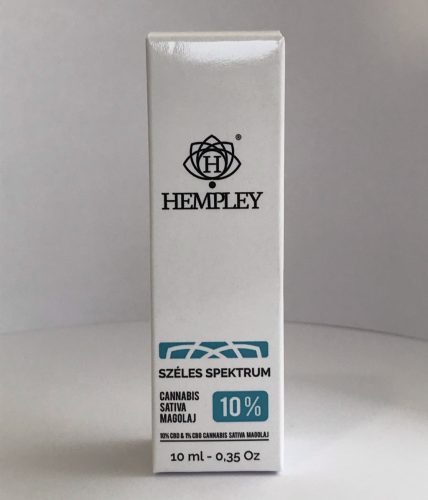 H®
HEMPLEY
SZÉLES SPEKTRUM
CANNABIS
SATIVA
MAGOLAJ
10%
10% CBD & 1% CBG CANNABIS SATIVA MAGOLAJ
10 ml - 0,35 Oz